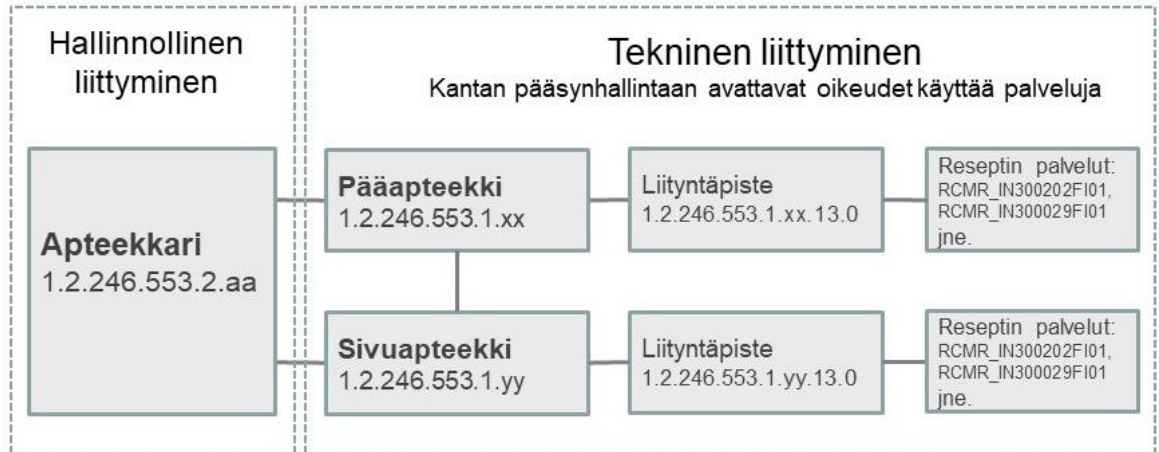 Hallinnollinen
liittyminen
Tekninen liittyminen
Kantan pääsynhallintaan avattavat oikeudet käyttää palveluja
Apteekkari
1.2.246.553.2.aa
Pääapteekki
1.2.246.553.1.xx
Liityntäpiste
1.2.246.553.1.xx.13.0
Reseptin palvelut:
RCMR_IN300202FI01,
RCMR_IN300029FI01
jne.
Sivuapteekki
1.2.246.553.1.yy
Liityntäpiste
1.2.246.553.1.yy.13.0
Reseptin palvelut:
RCMR_IN300202FI01,
RCMR_IN300029FI01
jne.